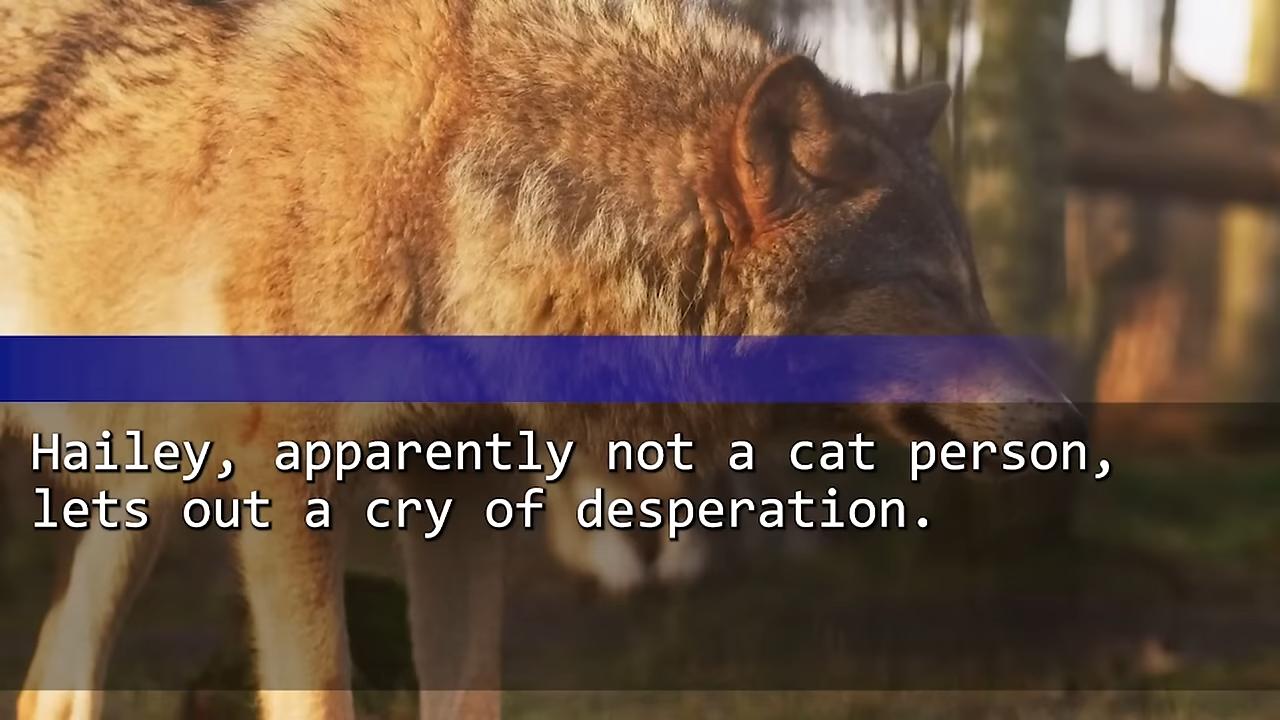 Hailey, apparently not a cat person,
lets out a cry of desperation.